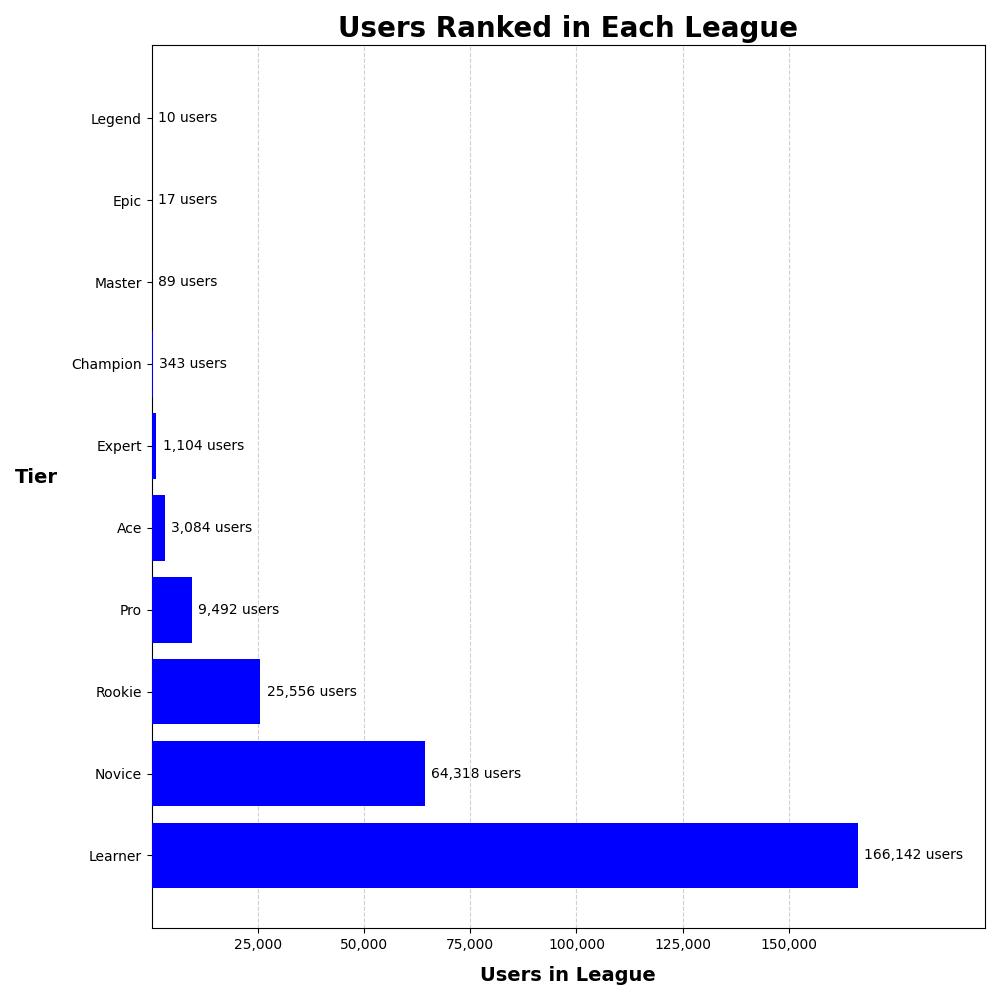 Users Ranked in Each League
Legend 10 users
Epic 17 users
Master 89 users
Champion 343 users
Expert 1,104 users
Tier
Ace 3,084 users
Pro 9,492 users
Rookie 25,556 users
Novice 64,318 users
Learner 166,142 users
25,000 50,000 75,000 100,000 125,000 150,000
Users in League